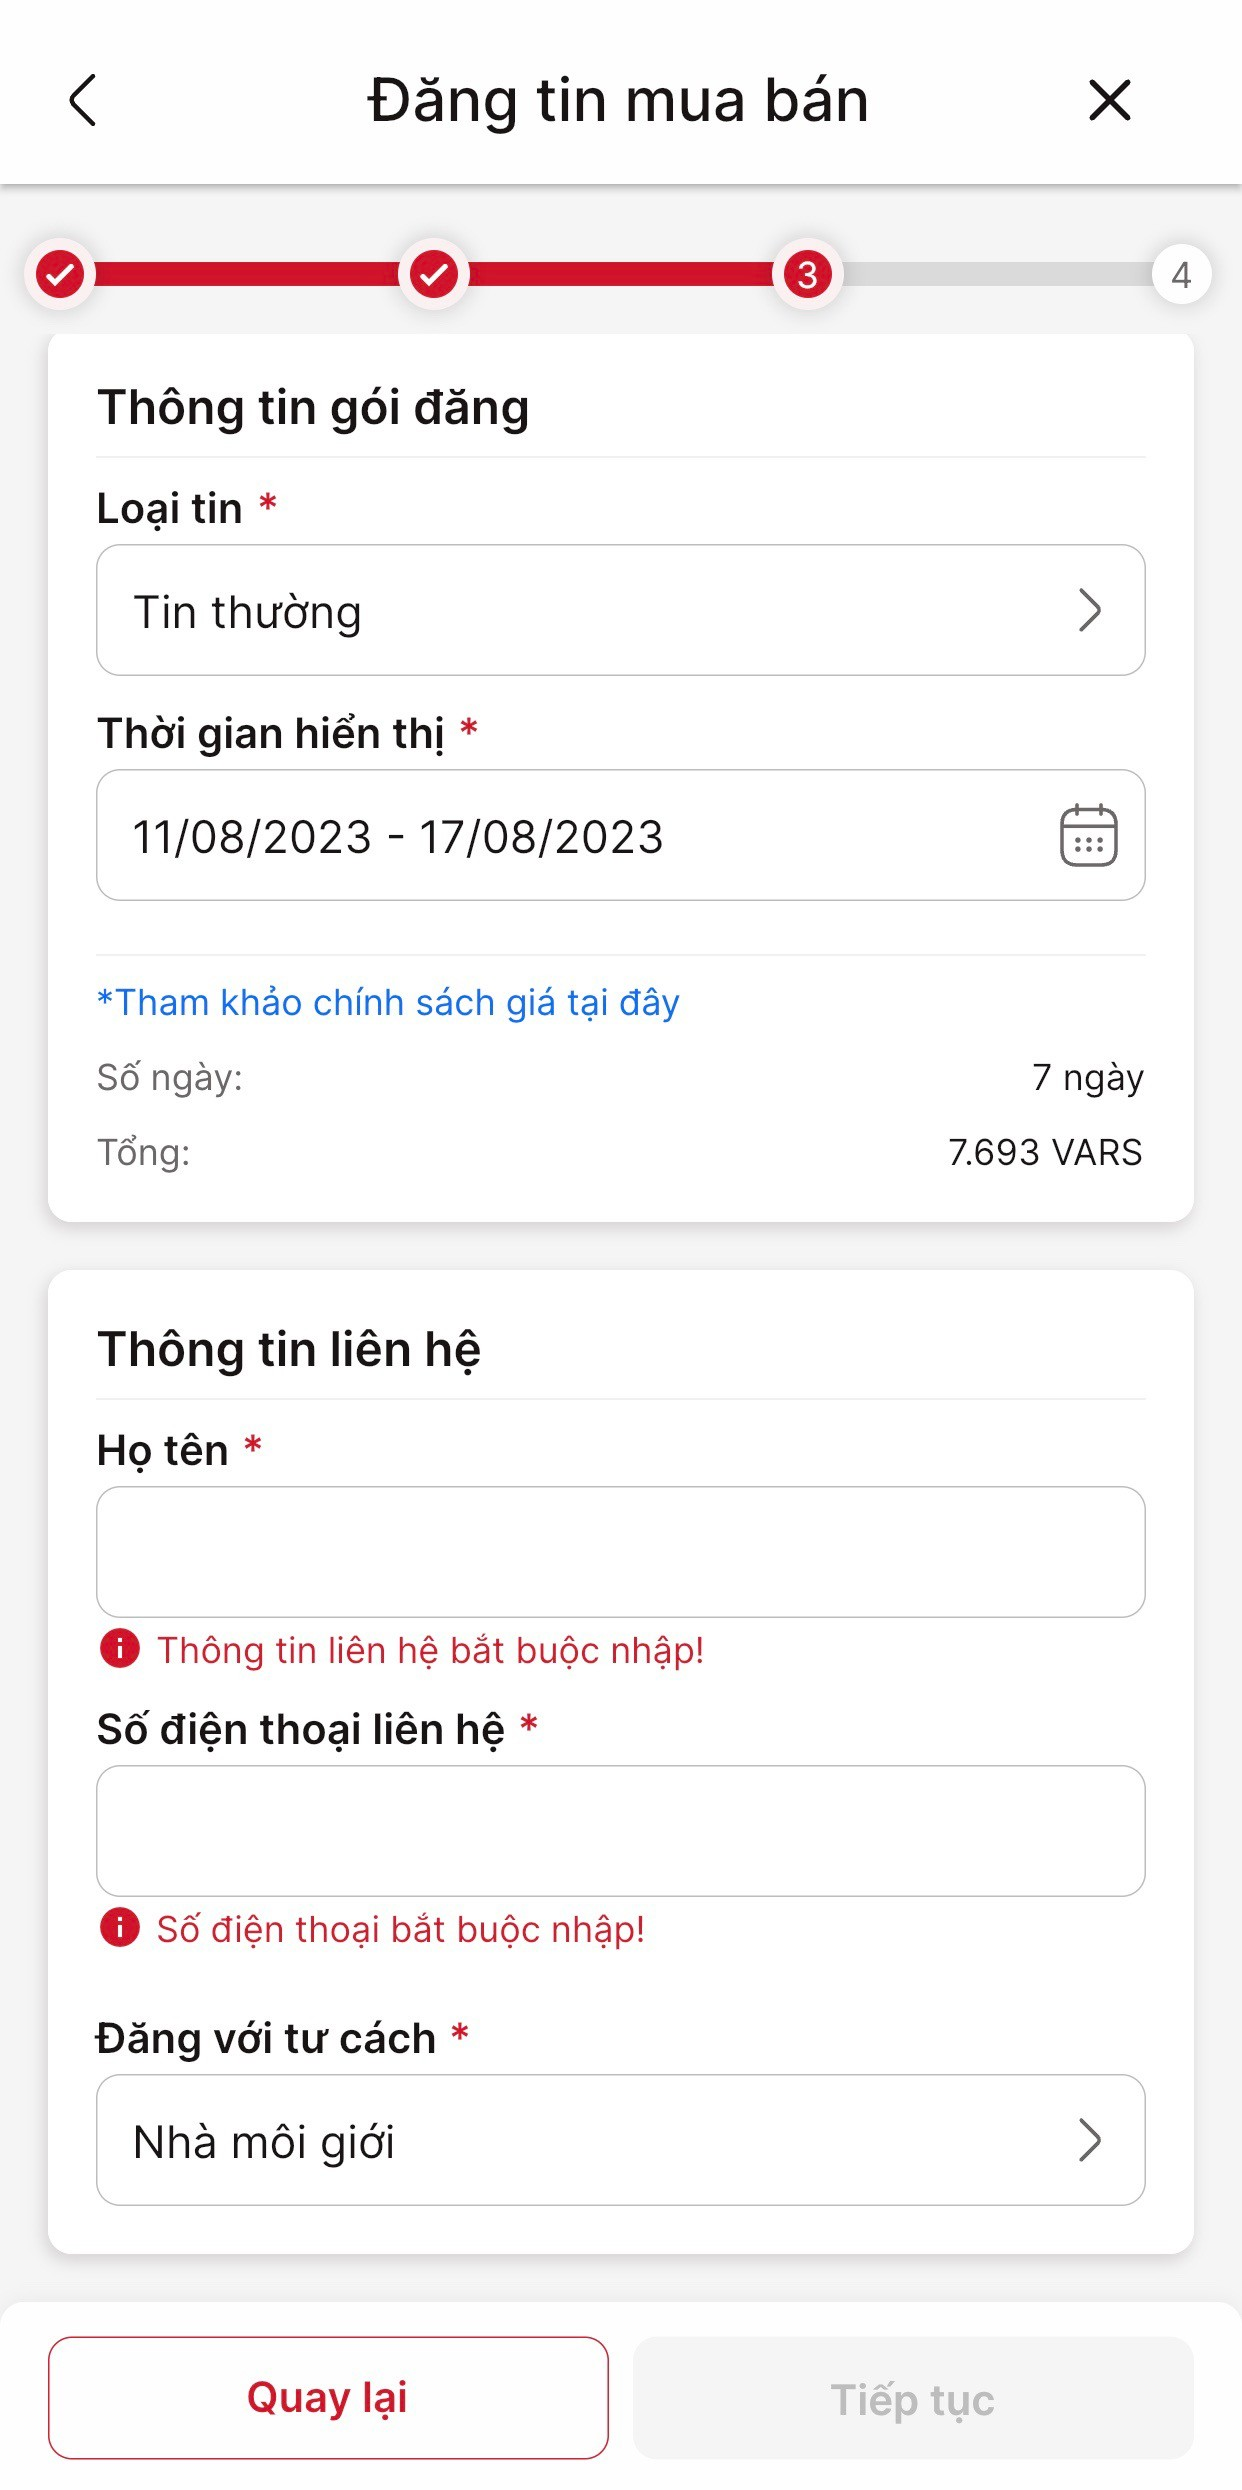 Đăng tin mua bán
3
4
Thông tin gói đăng
Loại tin *
Tin thường
Thời gian hiển thị *
11/08/2023 - 17/08/2023
*Tham khảo chính sách giá tại đây
Số ngày: 7 ngày
Tổng: 7.693 VARS
Thông tin liên hệ
Họ tên *
Thông tin liên hệ bắt buộc nhập!
Số điện thoại liên hệ *
Số điện thoại bắt buộc nhập!
Đăng với tư cách *
Nhà môi giới
Quay lại Tiếp tục